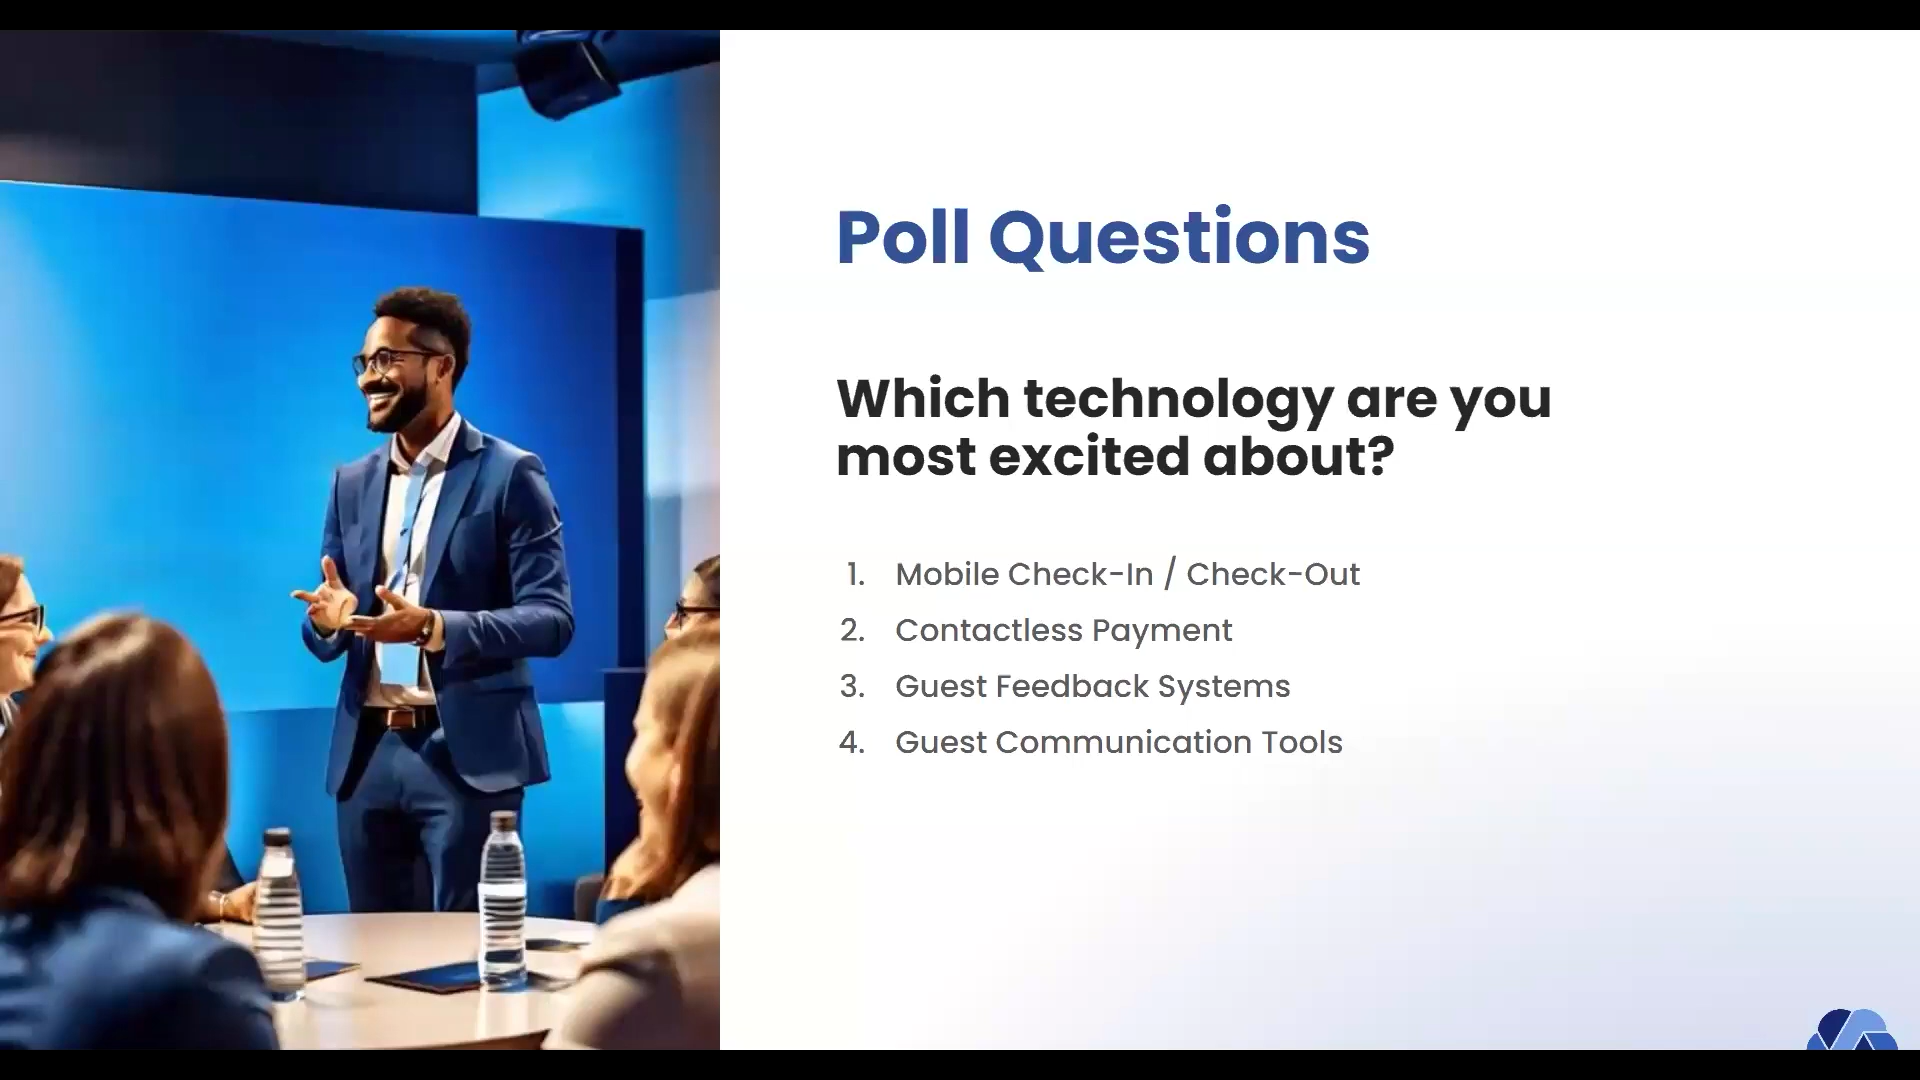 Poll Questions
Which technology are you
most excited about?
1. Mobile Check-In / Check-Out
2. Contactless Payment
3. Guest Feedback Systems
4. Guest Communication Tools